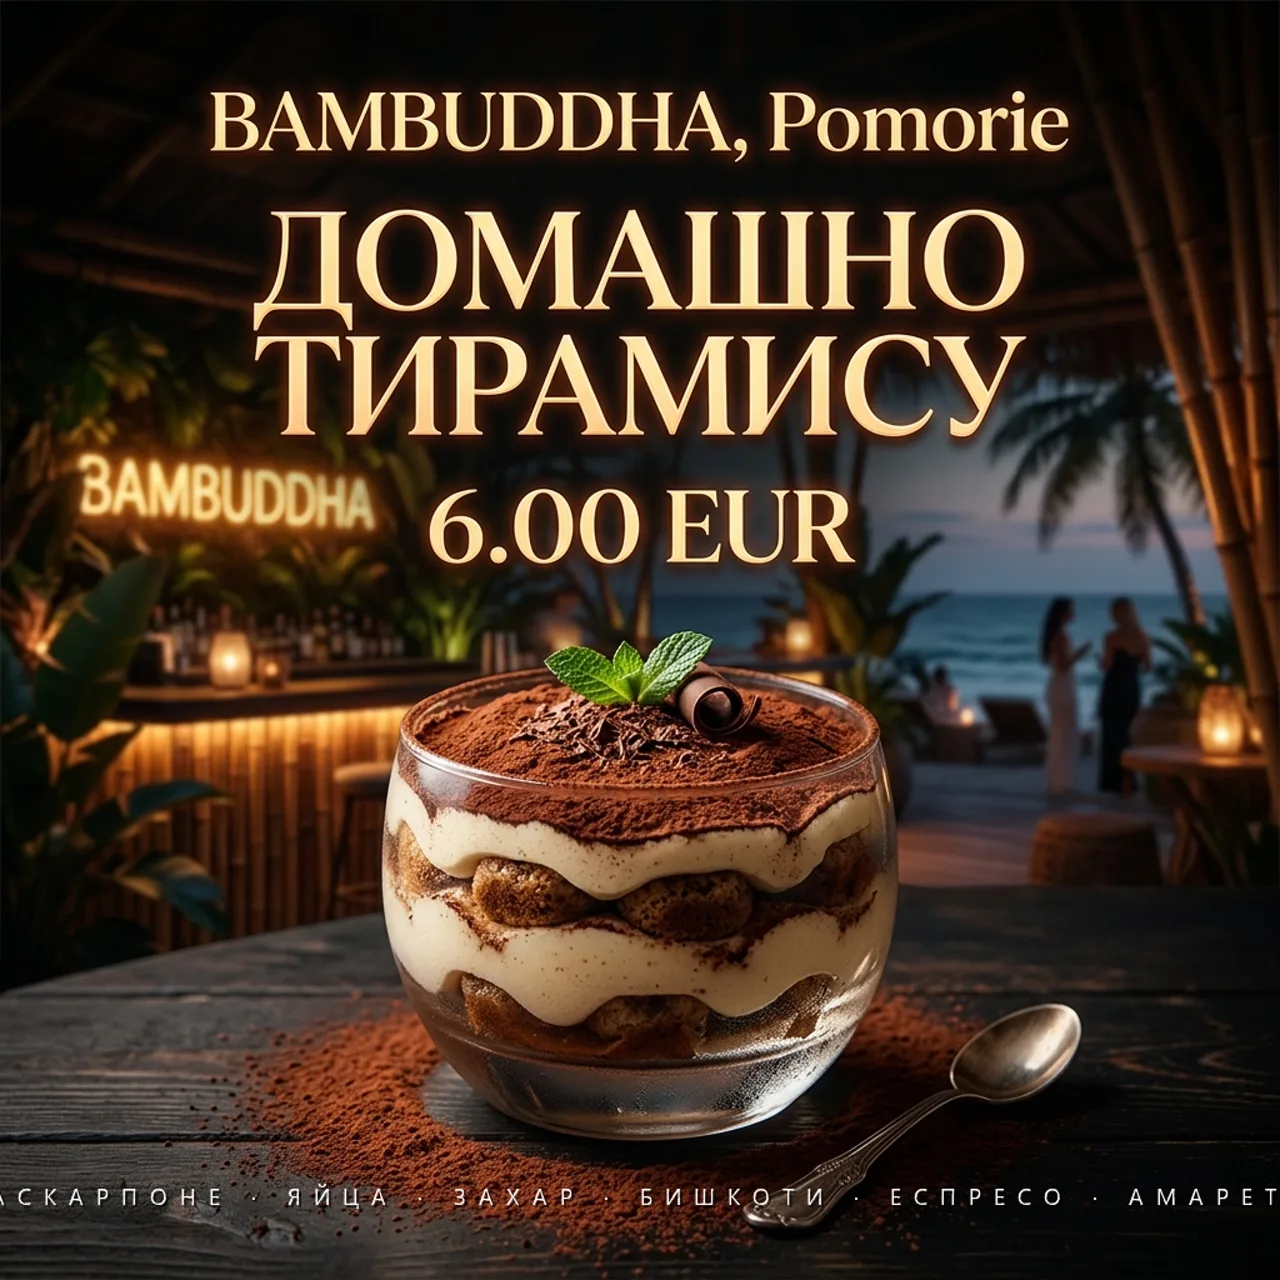 BAMBUDDHA, Pomorie
ДОМАШНО
ТИРАМИСУ
BAMBUDDHA
6.00 EUR
АСКАРПОНЕ · ЯЙЦА · ЗАХАР · БИШКОТИ · ЕСПРЕСО · АМАРЕТ